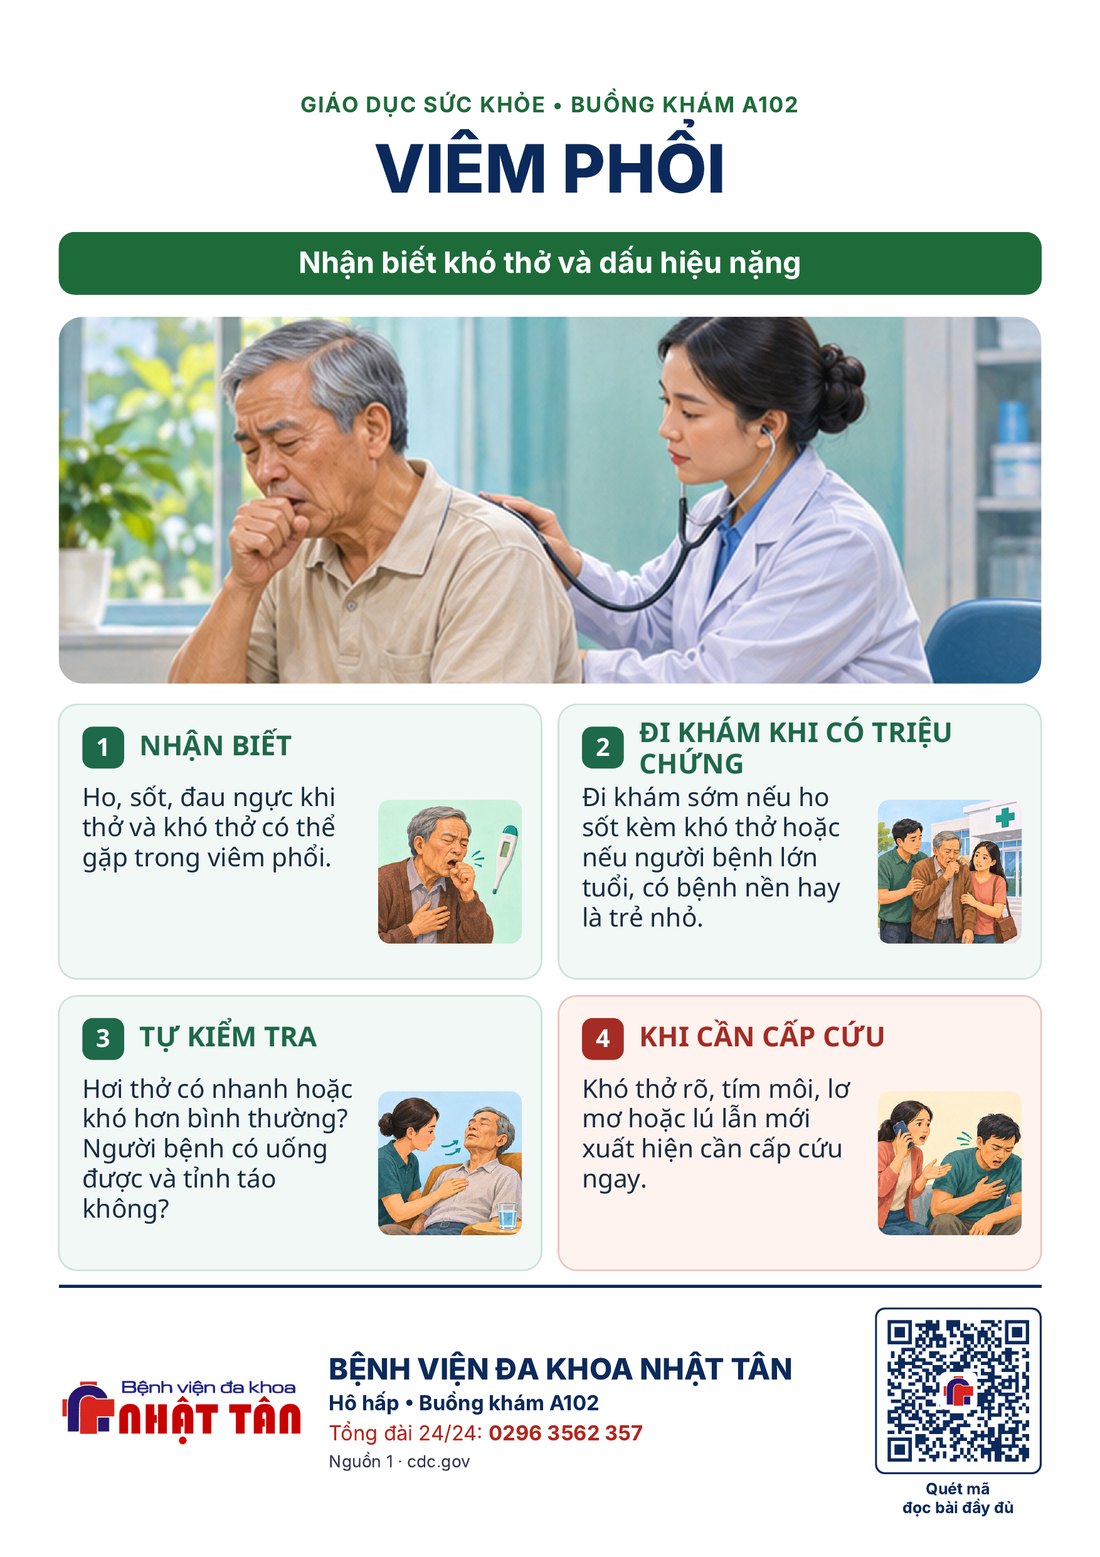 GIÁO DỤC SỨC KHỎE • BUỒNG KHÁM A102
VIÊM PHỔI
Nhận biết khó thở và dấu hiệu nặng
1 NHẬN BIẾT
Ho, sốt, đau ngực khi
thở và khó thở có thể
gặp trong viêm phổi.
2 ĐI KHÁM KHI CÓ TRIỆU
CHỨNG
Đi khám sớm nếu ho
sốt kèm khó thở hoặc
nếu người bệnh lớn
tuổi, có bệnh nền hay
là trẻ nhỏ.
3 TỰ KIỂM TRA
Hơi thở có nhanh hoặc
khó hơn bình thường?
Người bệnh có uống
được và tỉnh táo
không?
4 KHI CẦN CẤP CỨU
Khó thở rõ, tím môi, lơ
mơ hoặc lú lẫn mới
xuất hiện cần cấp cứu
ngay.
Bệnh viện đa khoa
NHẬT TÂN
BỆNH VIỆN ĐA KHOA NHẬT TÂN
Hô hấp • Buồng khám A102
Tổng đài 24/24: 0296 3562 357
Nguồn 1 · cdc.gov
Quét mã
đọc bài đầy đủ